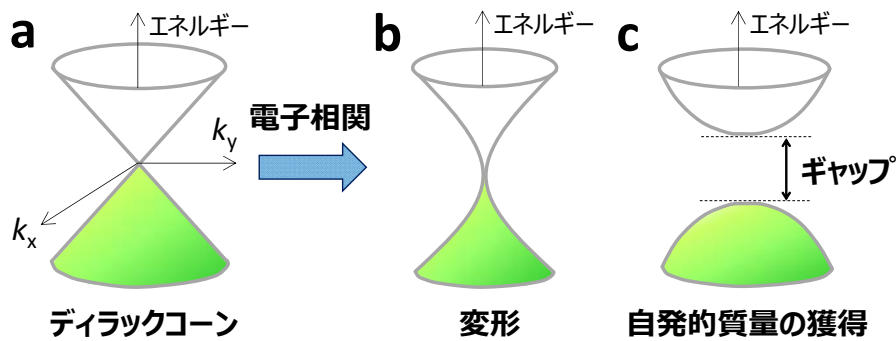 a
エネルギー
k_y
k_x
ディラックコーン
電子相関
b
エネルギー
変形
c
エネルギー
ギャップ
自発的質量の獲得